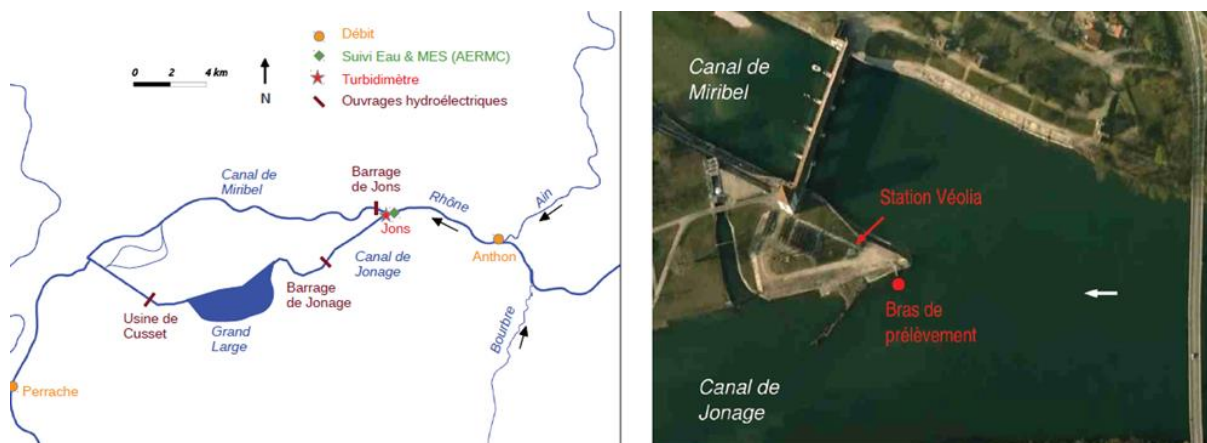 Débit
Suivi Eau & MES (AERMC)
Turbidimètre
Ouvrages hydroélectriques
0 2 4 km
N
Canal de
Miribel
Barrage
de Jons
Rhône
Ain
Jons
Anthon
Canal de
Jonage
Barrage
de Jonage
Usine de
Cusset
Grand
Large
Bourbre
Perrache
Canal de
Miribel
Station Véolia
Bras de
prélèvement
Canal de
Jonage